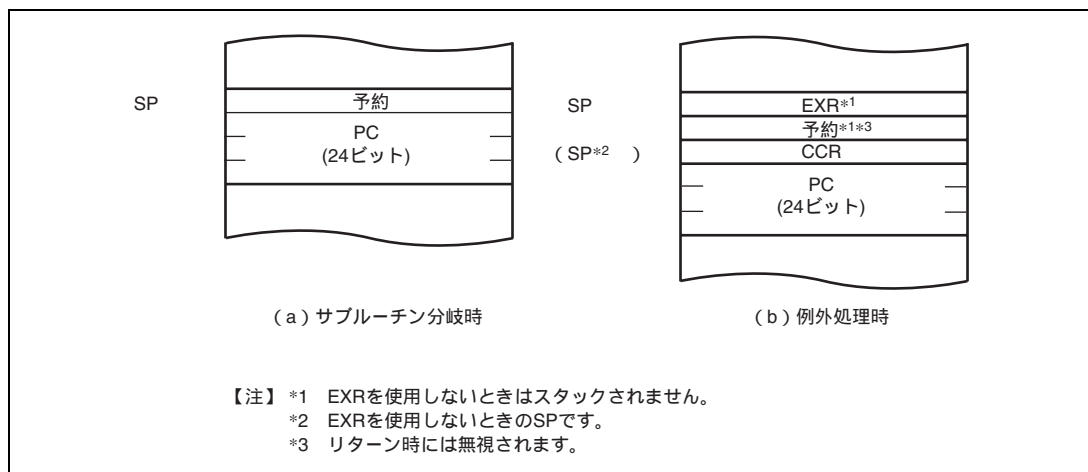 SP
予約
PC
(24ビット)
(a)サブルーチン分岐時
SP
(SP*2 )
EXR*1
予約*1*3
CCR
PC
(24ビット)
(b)例外処理時
【注】 *1 EXRを使用しないときはスタックされません。
*2 EXRを使用しないときのSPです。
*3 リターン時には無視されます。